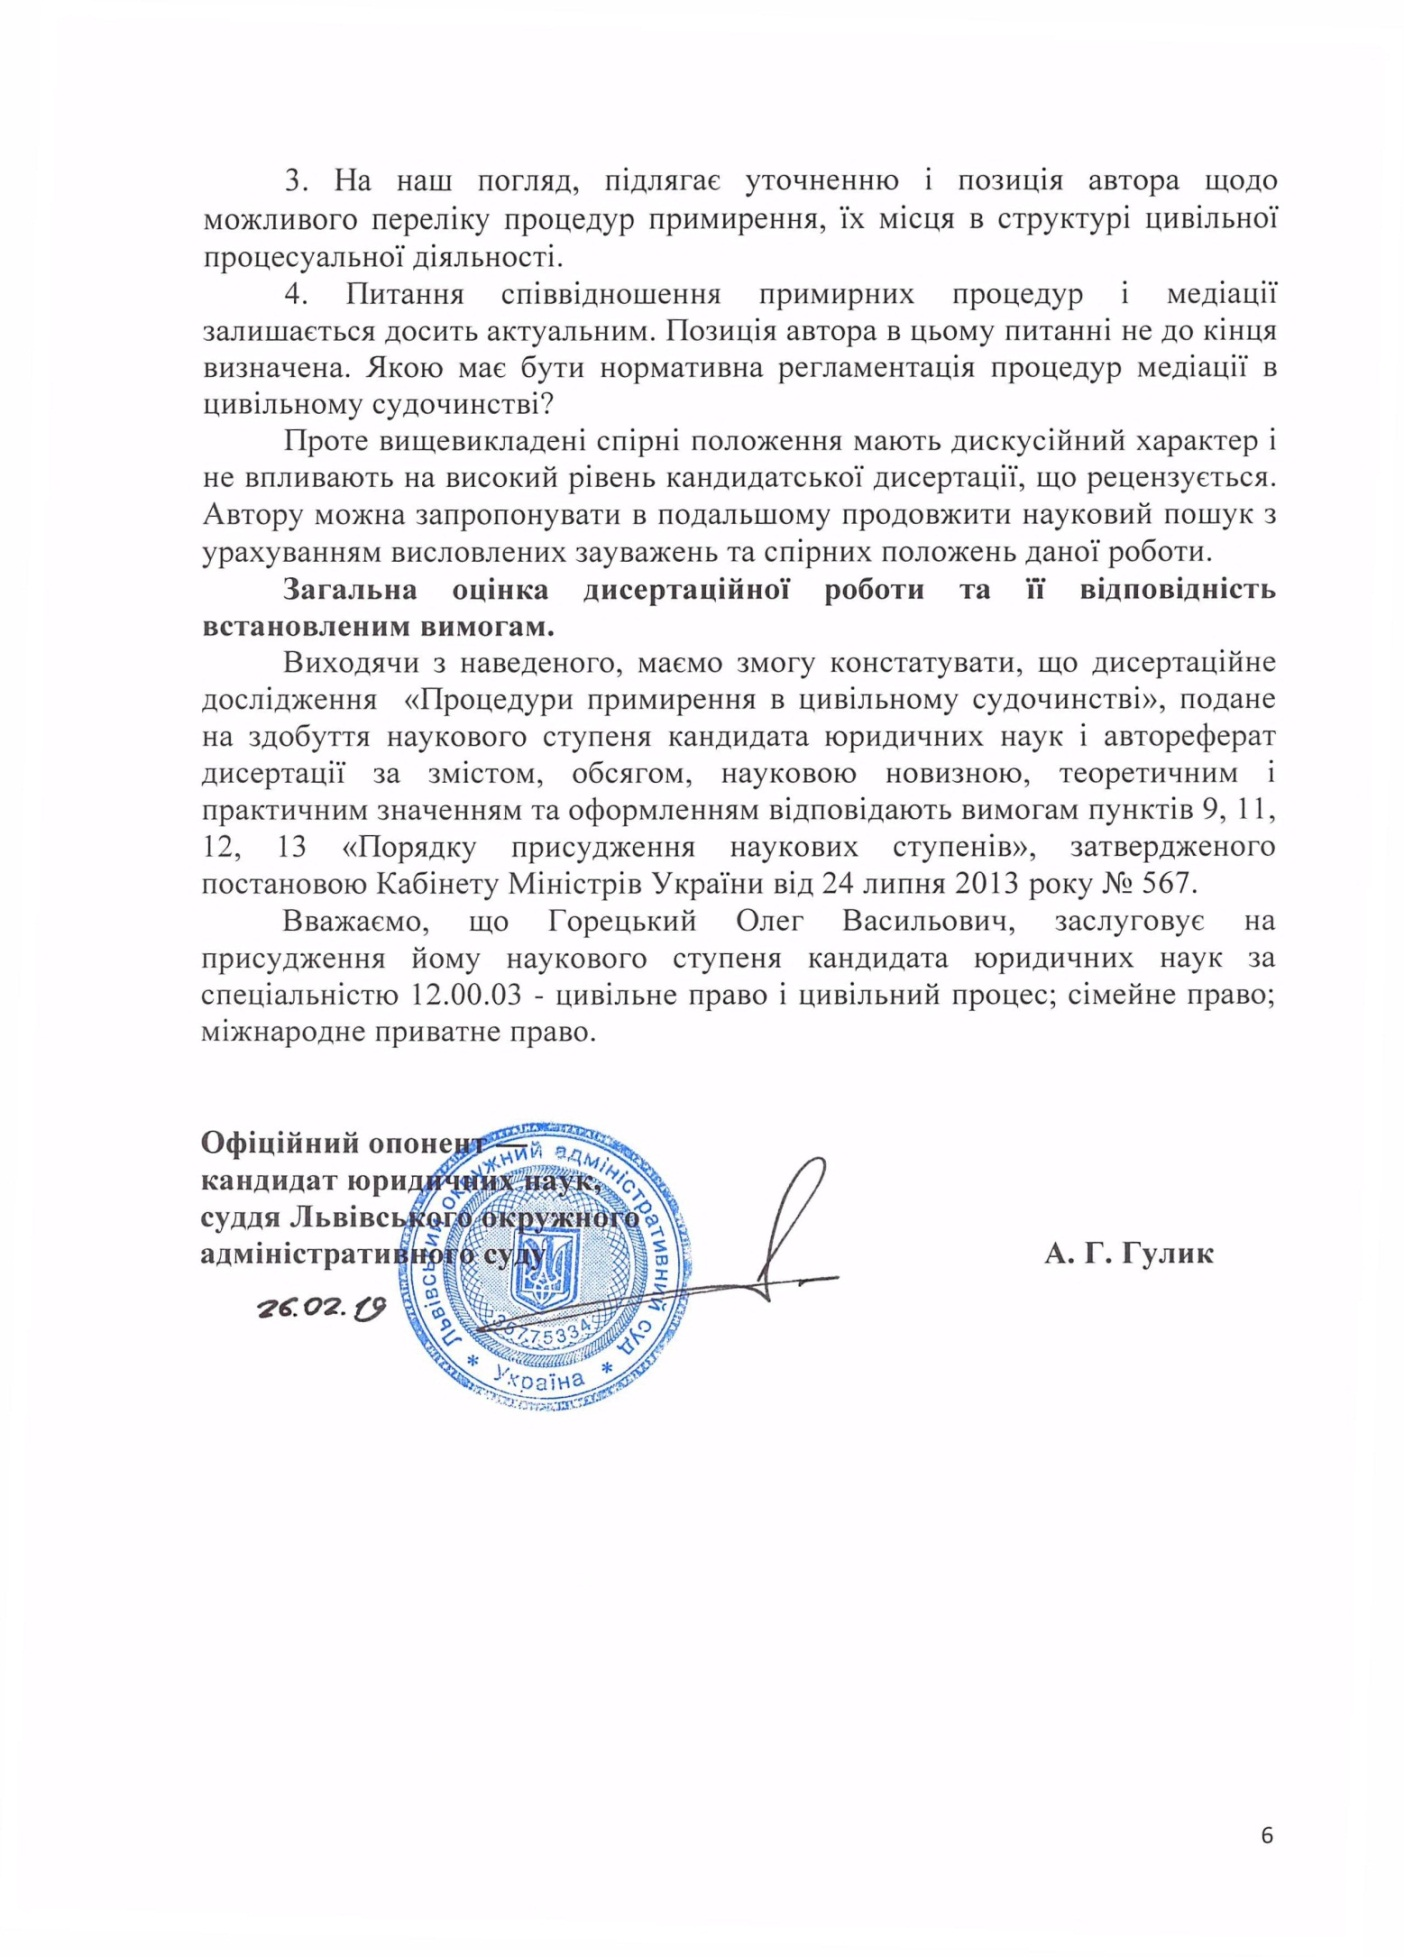 3. На наш погляд, підлягає уточненню і позиція автора щодо
можливого переліку процедур примирення, їх місця в структурі цивільної
процесуальної діяльності.
4. Питання співвідношення примирних процедур і медіації
залишається досить актуальним. Позиція автора в цьому питанні не до кінця
визначена. Якою має бути нормативна регламентація процедур медіації в
цивільному судочинстві?
Проте вищевикладені спірні положення мають дискусійний характер і
не впливають на високий рівень кандидатської дисертації, що рецензується.
Автору можна запропонувати в подальшому продовжити науковий пошук з
урахуванням висловлених зауважень та спірних положень даної роботи.
Загальна оцінка дисертаційної роботи та її відповідність
встановленим вимогам.
Виходячи з наведеного, маємо змогу констатувати, що дисертаційне
дослідження «Процедури примирення в цивільному судочинстві», подане
на здобуття наукового ступеня кандидата юридичних наук і автореферат
дисертації за змістом, обсягом, науковою новизною, теоретичним і
практичним значенням та оформленням відповідають вимогам пунктів 9, 11,
12, 13 «Порядку присудження наукових ступенів», затвердженого
постановою Кабінету Міністрів України від 24 липня 2013 року № 567.
Вважаємо, що Горецький Олег Васильович, заслуговує на
присудження йому наукового ступеня кандидата юридичних наук за
спеціальністю 12.00.03 - цивільне право і цивільний процес; сімейне право;
міжнародне приватне право.
Офіційний опонент —
кандидат юридичних наук,
суддя Львівського окружного
адміністративного суду А. Г. Гулик
26.02.19
Львівський окружний адміністративний суд
* Україна *
6